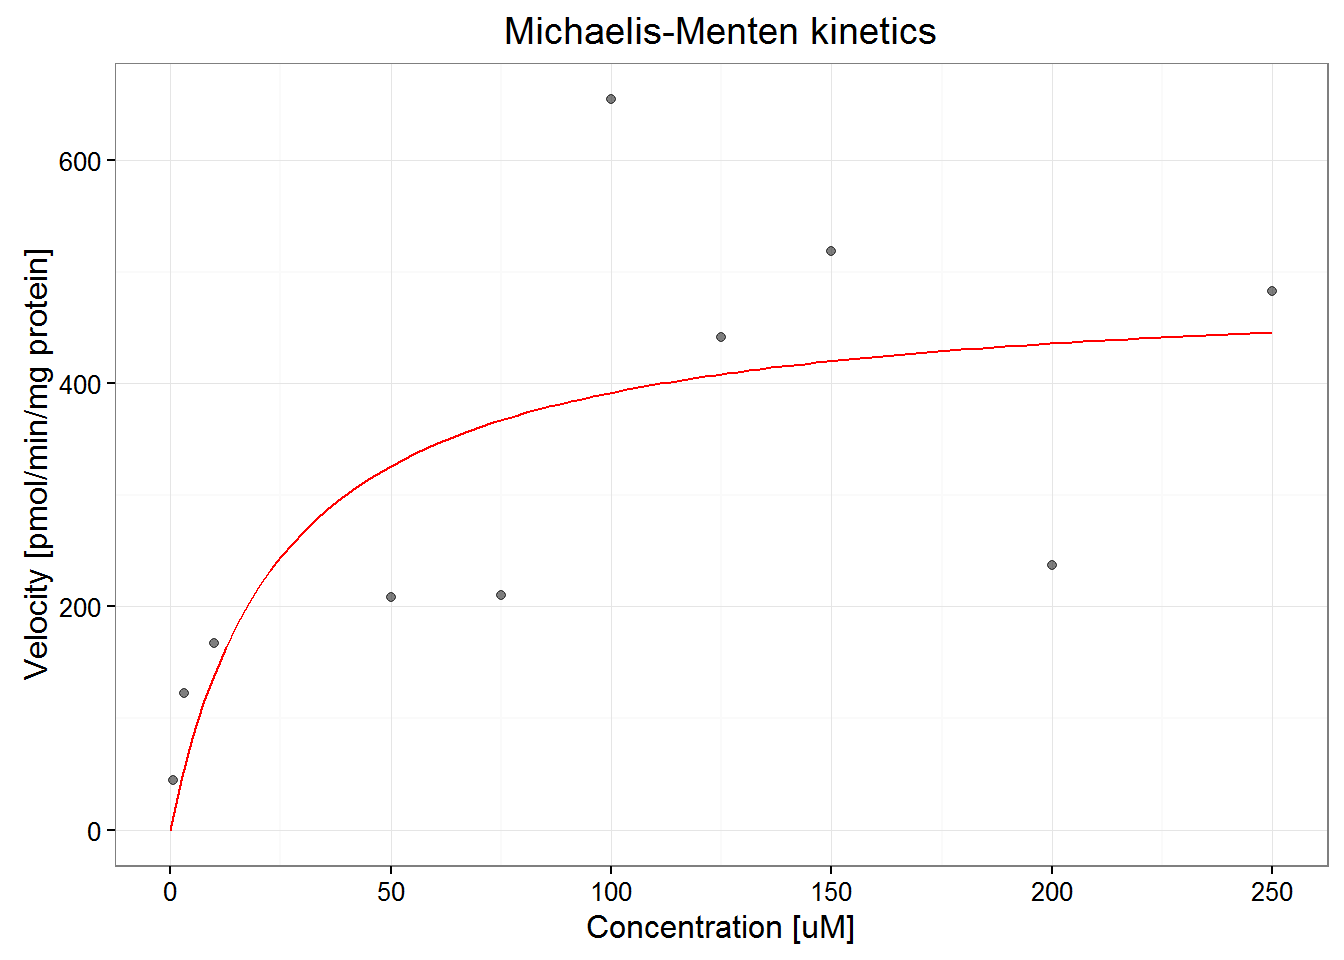 Michaelis-Menten kinetics
Velocity [pmol/min/mg protein]
600
400
200
0
0 50 100 150 200 250
Concentration [uM]